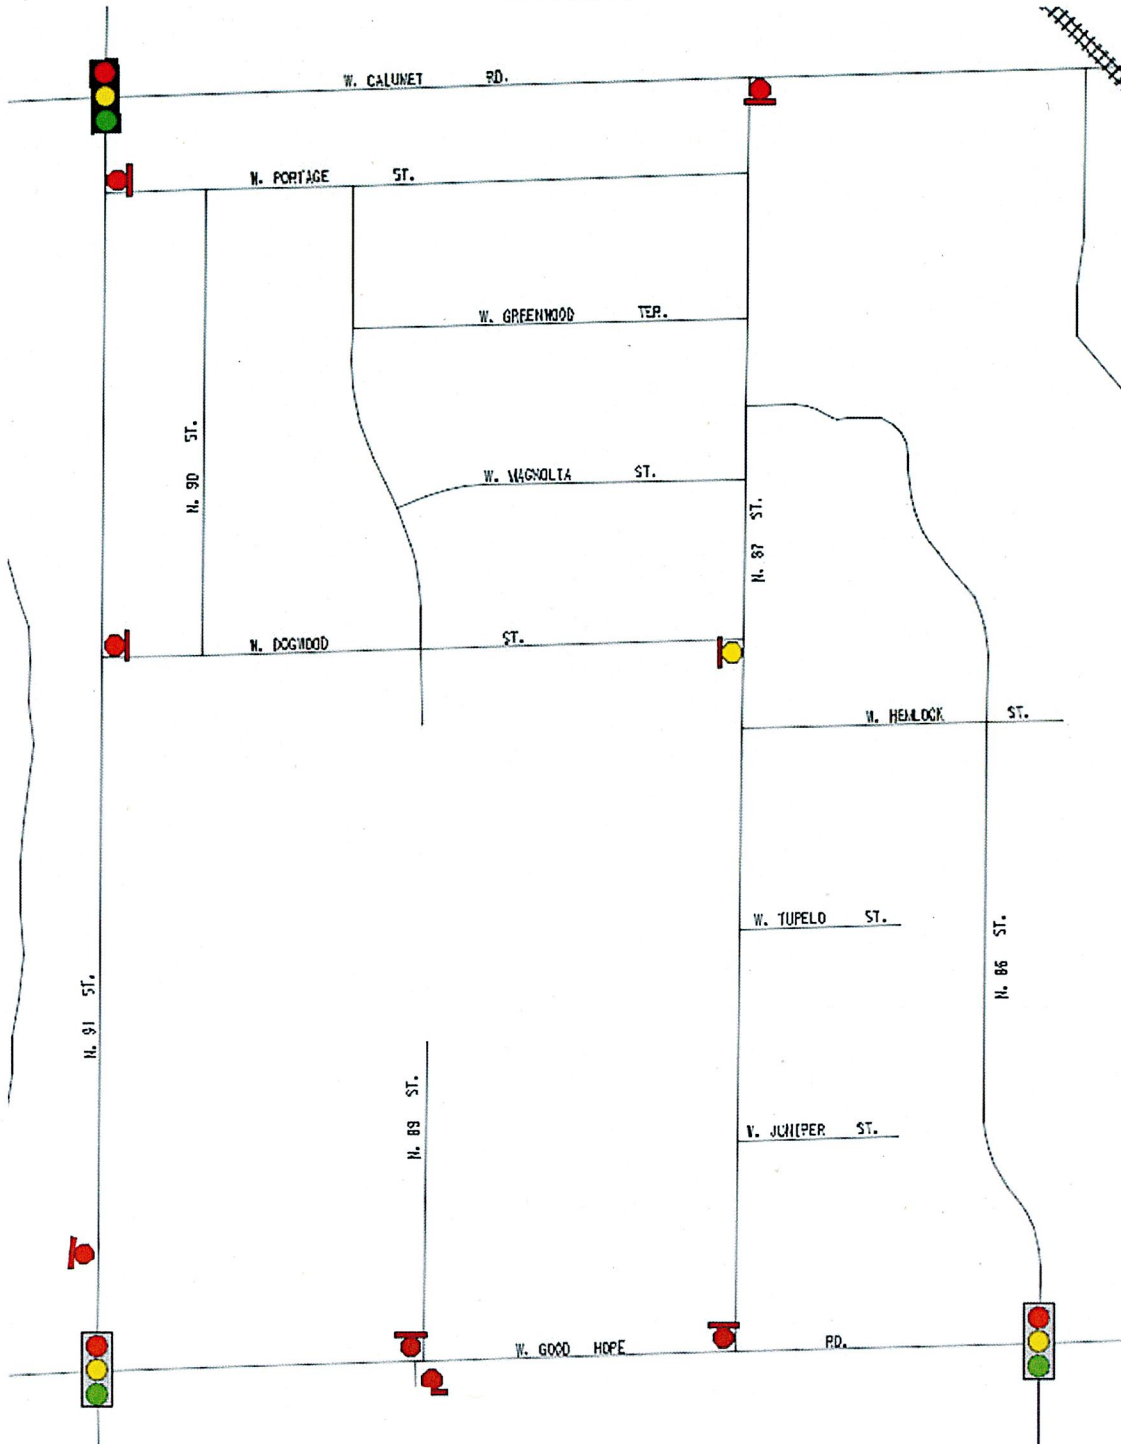 W. CALUMET RD.
W. PORTAGE ST.
W. GREENWOOD TER.
N. 90 ST.
W. MAGNOLIA ST.
N. 87 ST.
W. DOGWOOD ST.
W. HEMLOCK ST.
W. TUPELO ST.
N. 86 ST.
N. 91 ST.
N. 89 ST.
W. JUNIPER ST.
W. GOOD HOPE RD.